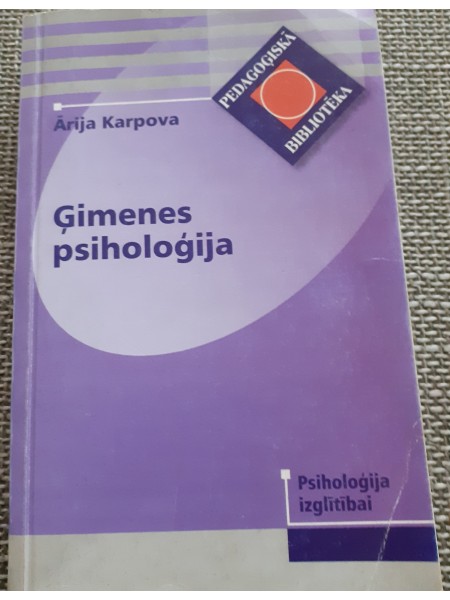 PEDAGOĢISKĀ
BIBLIOTĒKA
Ārija Karpova
Ģimenes
psiholoģija
Psiholoģija
izglītībai